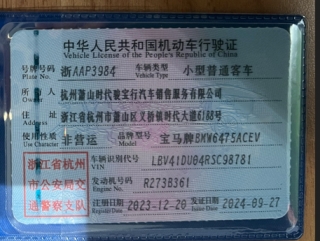 中华人民共和国机动车行驶证
Vehicle License of the People's Republic of China
号牌号码 浙AAP3984 车辆类型 小型普通客车
Plate No. Vehicle Type
所有人 杭州萧山时代骏宝行汽车销售服务有限公司
Owner
住址 浙江省杭州市萧山区义桥镇时代大道6188号
Address
使用性质 非营运 品牌型号 宝马牌BKW6475ACEV
Use Character Model
浙江省杭州 车辆识别代号 LBV41DU04RSC98781
VIN
市公安局交 发动机号码 R273B361
Engine No.
通警察支队 注册日期 2023-12-20 发证日期 2024-09-27
Register Date Issue Date